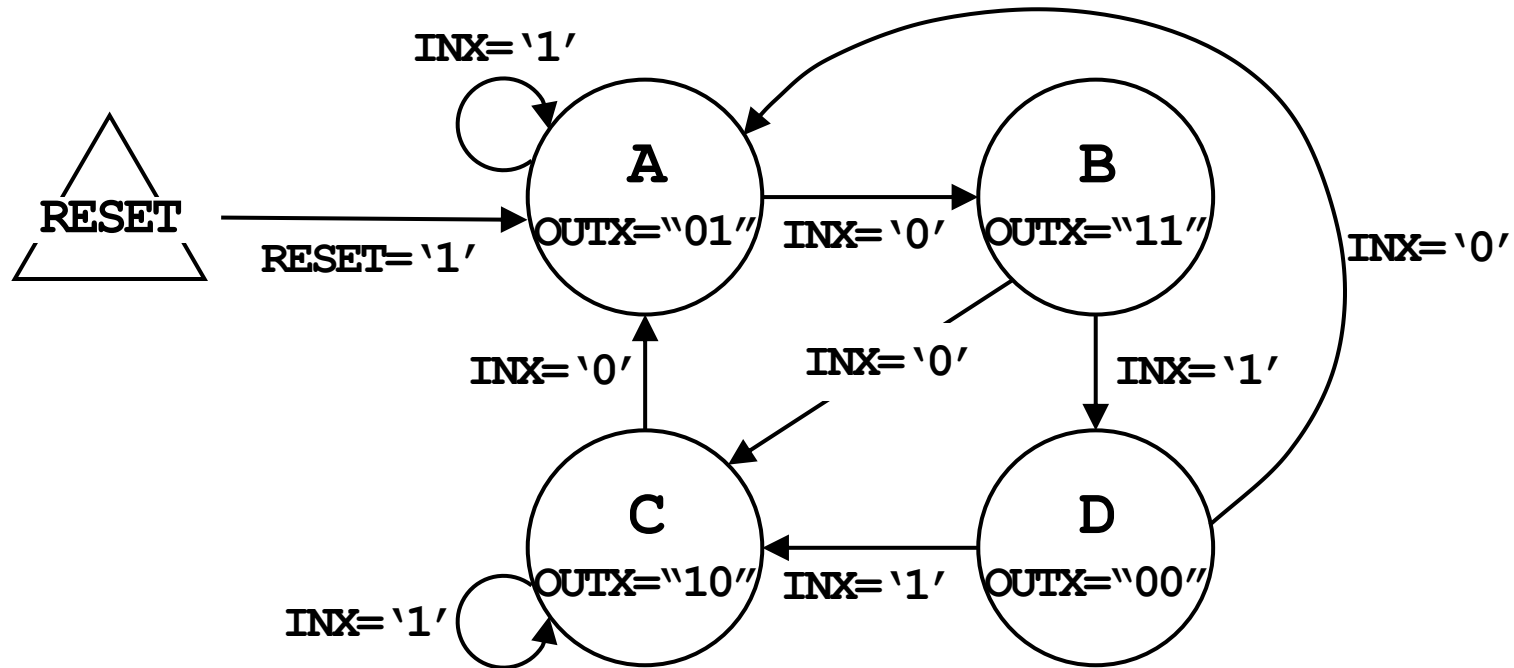 INX=‘1’
A
B
RESET
OUTX=“01”
INX=‘0’
OUTX=“11”
INX=‘0’
RESET=‘1’
INX=‘0’
INX=‘0’
INX=‘1’
C
D
OUTX=“10”
INX=‘1’
OUTX=“00”
INX=‘1’